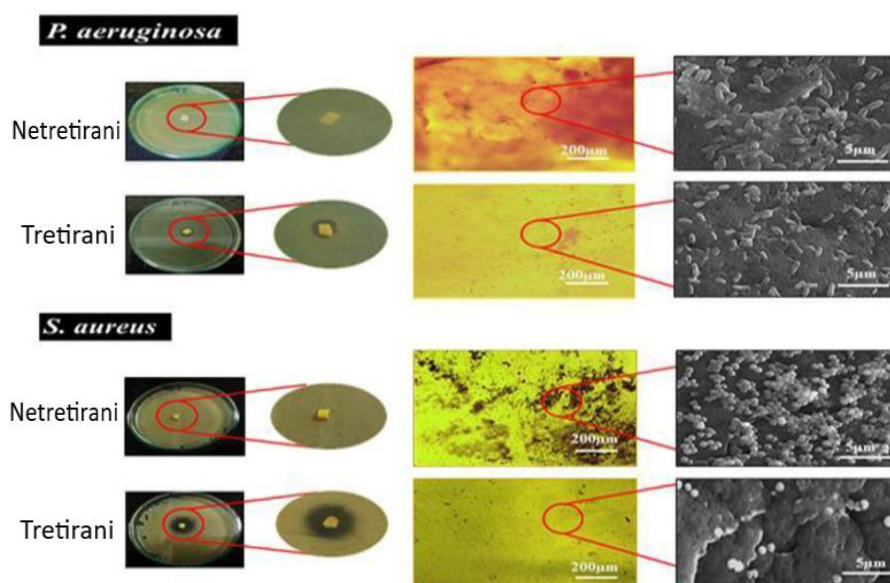 P. aeruginosa
Netretirani
200μm
5μm
Tretirani
200μm
5μm
S. aureus
Netretirani
200μm
5μm
Tretirani
200μm
5μm